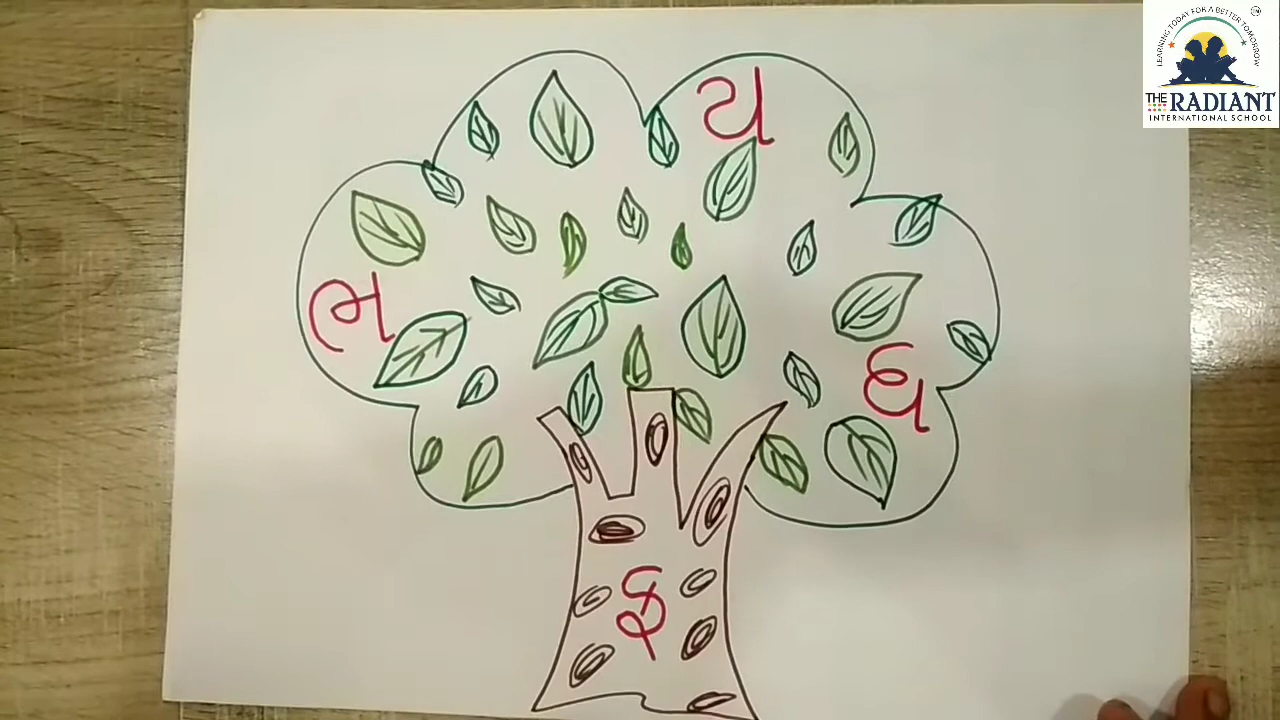 LEARNING TODAY FOR A BETTER TOMORROW
THE RADIANT
INTERNATIONAL SCHOOL
ય
ભ
ઘ
ફ